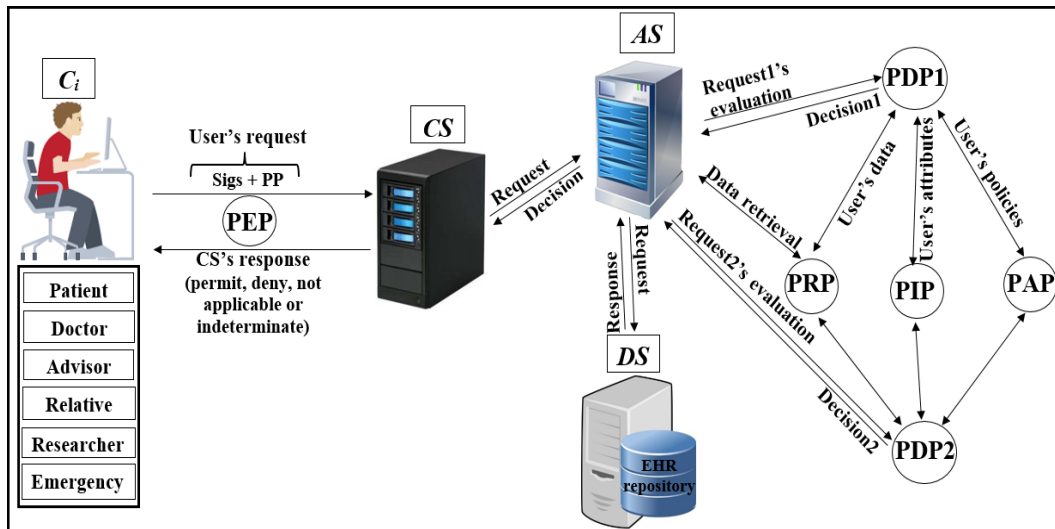 C_i
User's request
Sigs + PP
PEP
CS's response
(permit, deny, not
applicable or
indeterminate)
Patient
Doctor
Advisor
Relative
Researcher
Emergency
CS
Request
Decision
AS
Request1's
evaluation
Decision1
Data retrieval
Request2's evaluation
Decision2
Response
Request
DS
EHR
repository
PDP1
User's data
User's attributes
User's policies
PRP
PIP
PAP
PDP2